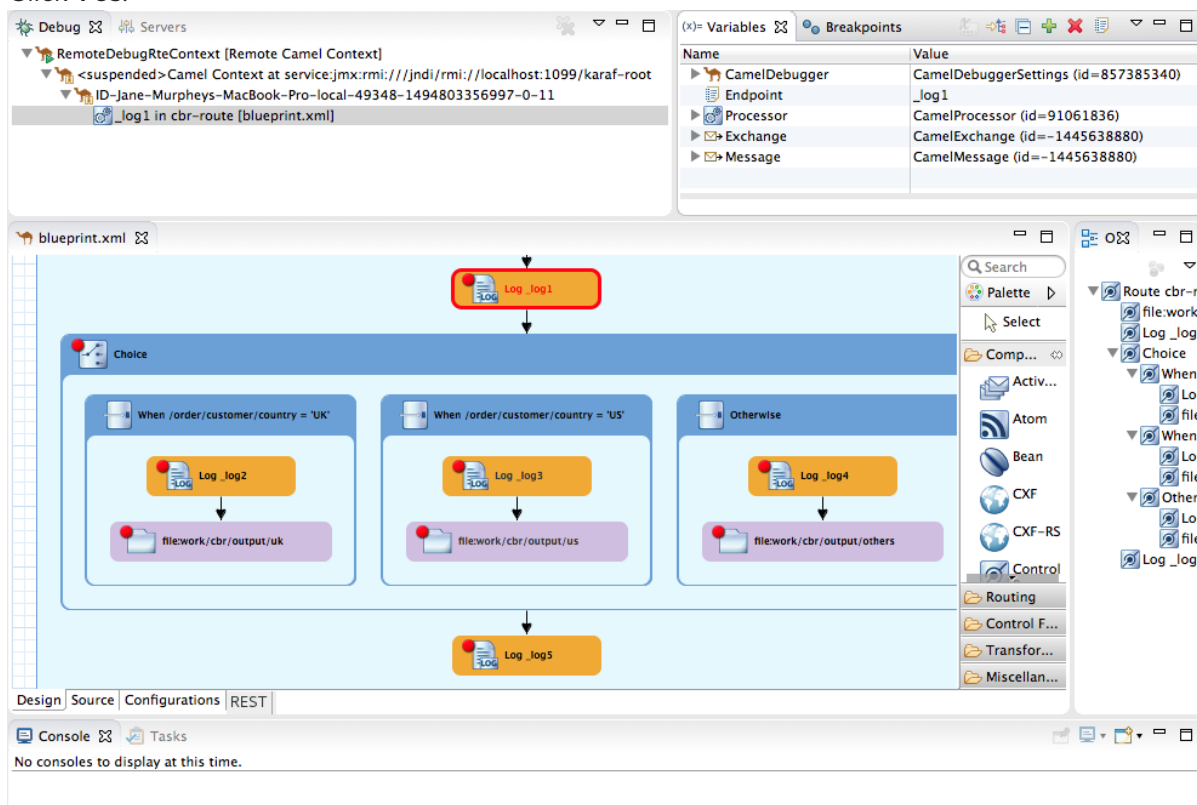 Debug Servers
RemoteDebugRteContext [Remote Camel Context]
<suspended>Camel Context at service:jmx:rmi:///jndi/rmi://localhost:1099/karaf-root
ID-Jane-Murpheys-MacBook-Pro-local-49348-1494803356997-0-11
_log1 in cbr-route [blueprint.xml]
(x)= Variables Breakpoints
Name Value
CamelDebugger CamelDebuggerSettings (id=857385340)
Endpoint _log1
Processor CamelProcessor (id=91061836)
Exchange CamelExchange (id=-1445638880)
Message CamelMessage (id=-1445638880)
blueprint.xml
Log _log1
Choice
When /order/customer/country = 'UK' When /order/customer/country = 'US' Otherwise
Log _log2 Log _log3 Log _log4
file:work/cbr/output/uk file:work/cbr/output/us file:work/cbr/output/others
Log _log5
Search
Palette
Select
Comp...
Activ...
Atom
Bean
CXF
CXF-RS
Control
Routing
Control F...
Transfor...
Miscellan...
O
Route cbr-r
file:work
Log _log
Choice
When
Lo
file
When
Lo
file
Other
Lo
file
Log _log
Design Source Configurations REST
Console Tasks
No consoles to display at this time.